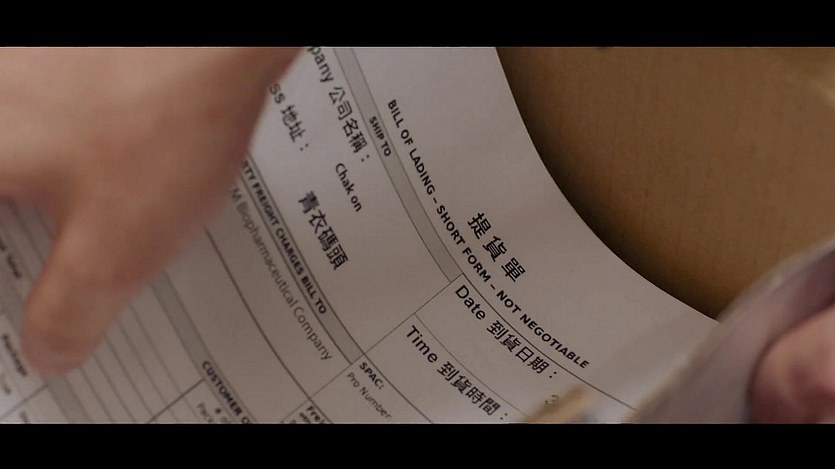 提貨單
BILL OF LADING – SHORT FORM – NOT NEGOTIABLE
Date 到貨日期：
Time 到貨時間：
SHIP TO
公司名稱：
Chak on
地址：
青衣碼頭
FREIGHT CHARGES BILL TO
Biopharmaceutical Company
SPAC:
Pro Number
CUSTOMER